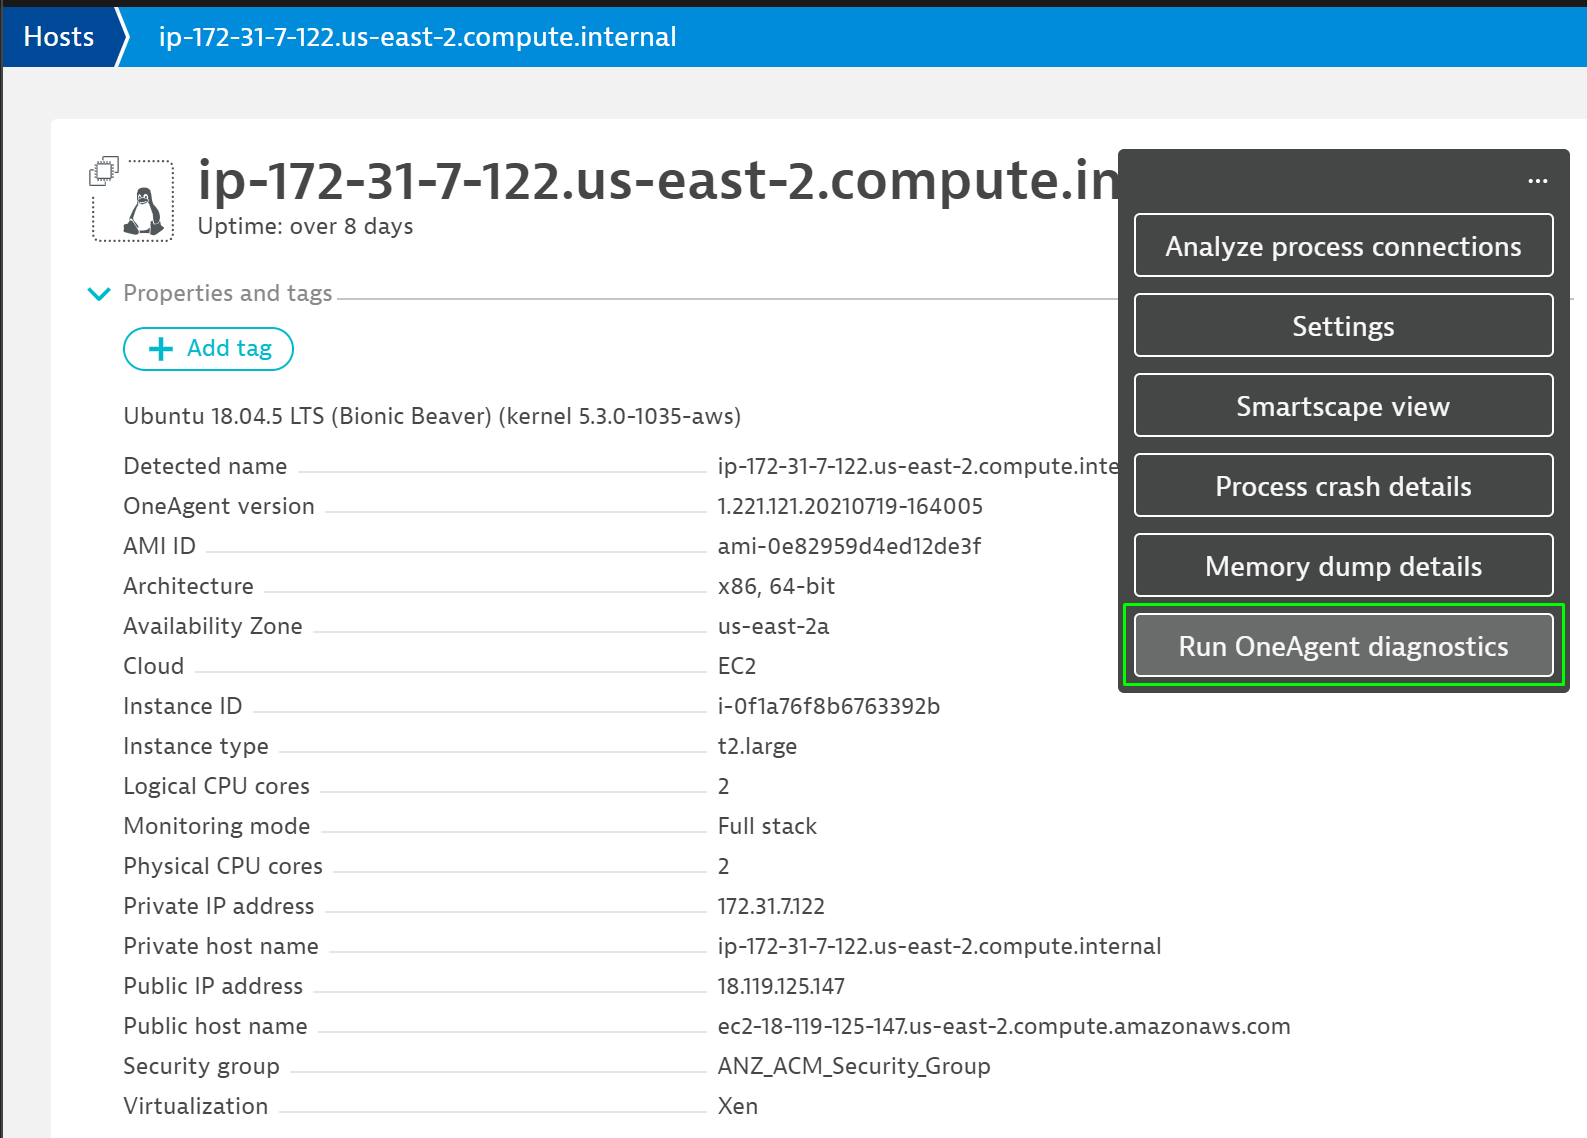 Hosts
ip-172-31-7-122.us-east-2.compute.internal
ip-172-31-7-122.us-east-2.compute.in
Uptime: over 8 days
...
Analyze process connections
Settings
Smartscape view
Process crash details
Memory dump details
Run OneAgent diagnostics
Properties and tags
+ Add tag
Ubuntu 18.04.5 LTS (Bionic Beaver) (kernel 5.3.0-1035-aws)
Detected name ip-172-31-7-122.us-east-2.compute.inte
OneAgent version 1.221.121.20210719-164005
AMI ID ami-0e82959d4ed12de3f
Architecture x86, 64-bit
Availability Zone us-east-2a
Cloud EC2
Instance ID i-0f1a76f8b6763392b
Instance type t2.large
Logical CPU cores 2
Monitoring mode Full stack
Physical CPU cores 2
Private IP address 172.31.7.122
Private host name ip-172-31-7-122.us-east-2.compute.internal
Public IP address 18.119.125.147
Public host name ec2-18-119-125-147.us-east-2.compute.amazonaws.com
Security group ANZ_ACM_Security_Group
Virtualization Xen